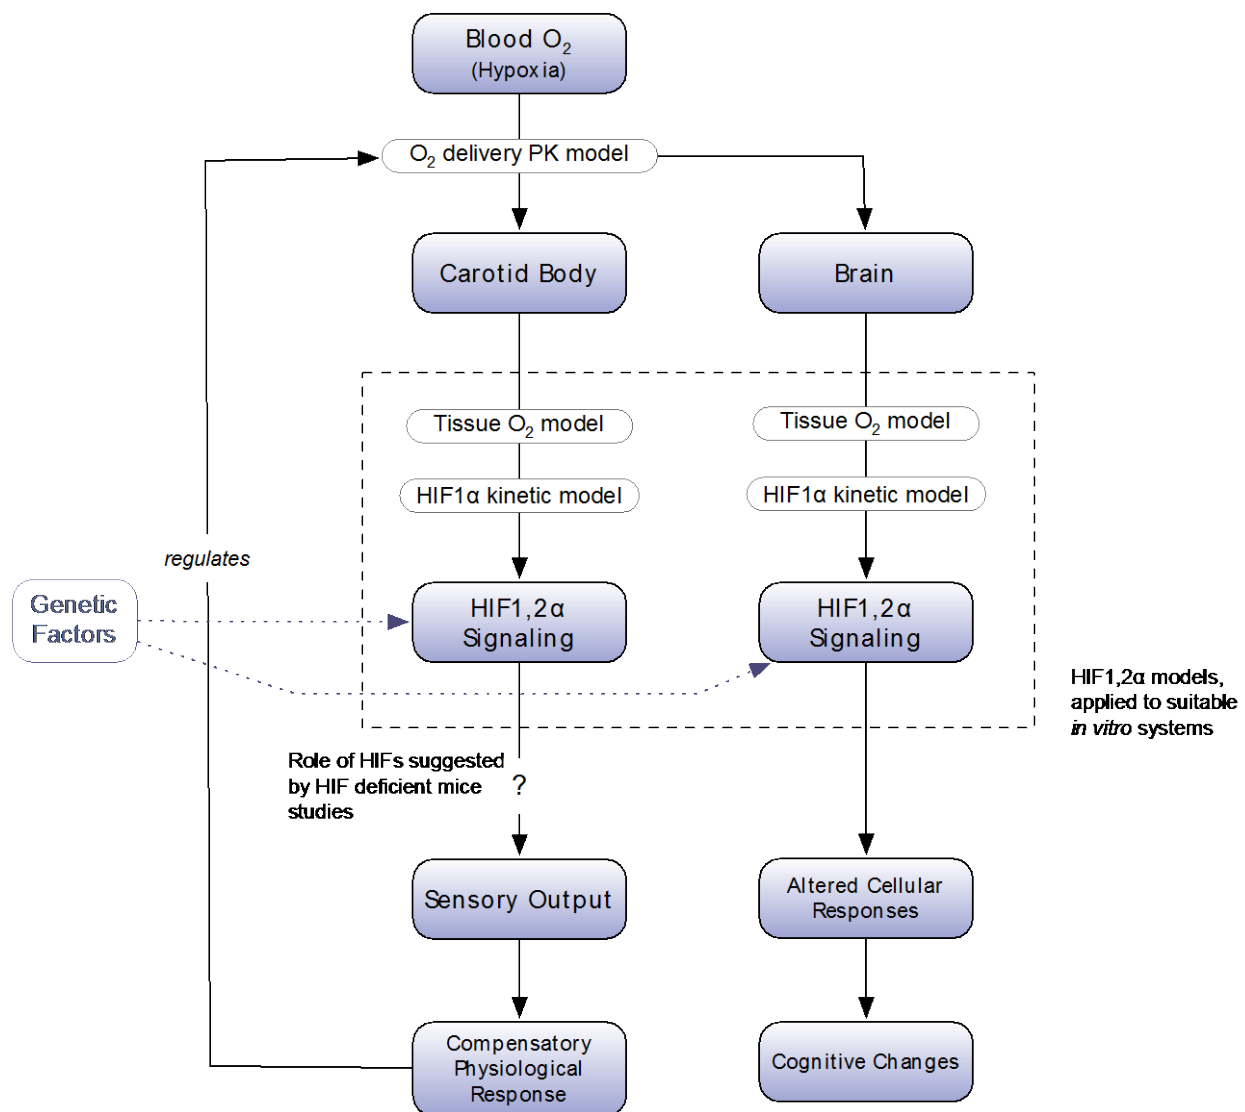 Blood O₂
(Hypoxia)
O₂ delivery PK model
Carotid Body
Brain
Tissue O₂ model
Tissue O₂ model
HIF1α kinetic model
HIF1α kinetic model
regulates
Genetic
Factors
HIF1,2α
Signaling
HIF1,2α
Signaling
HIF1,2α models,
applied to suitable
in vitro systems
Role of HIFs suggested
by HIF deficient mice
studies
?
Sensory Output
Altered Cellular
Responses
Compensatory
Physiological
Response
Cognitive Changes